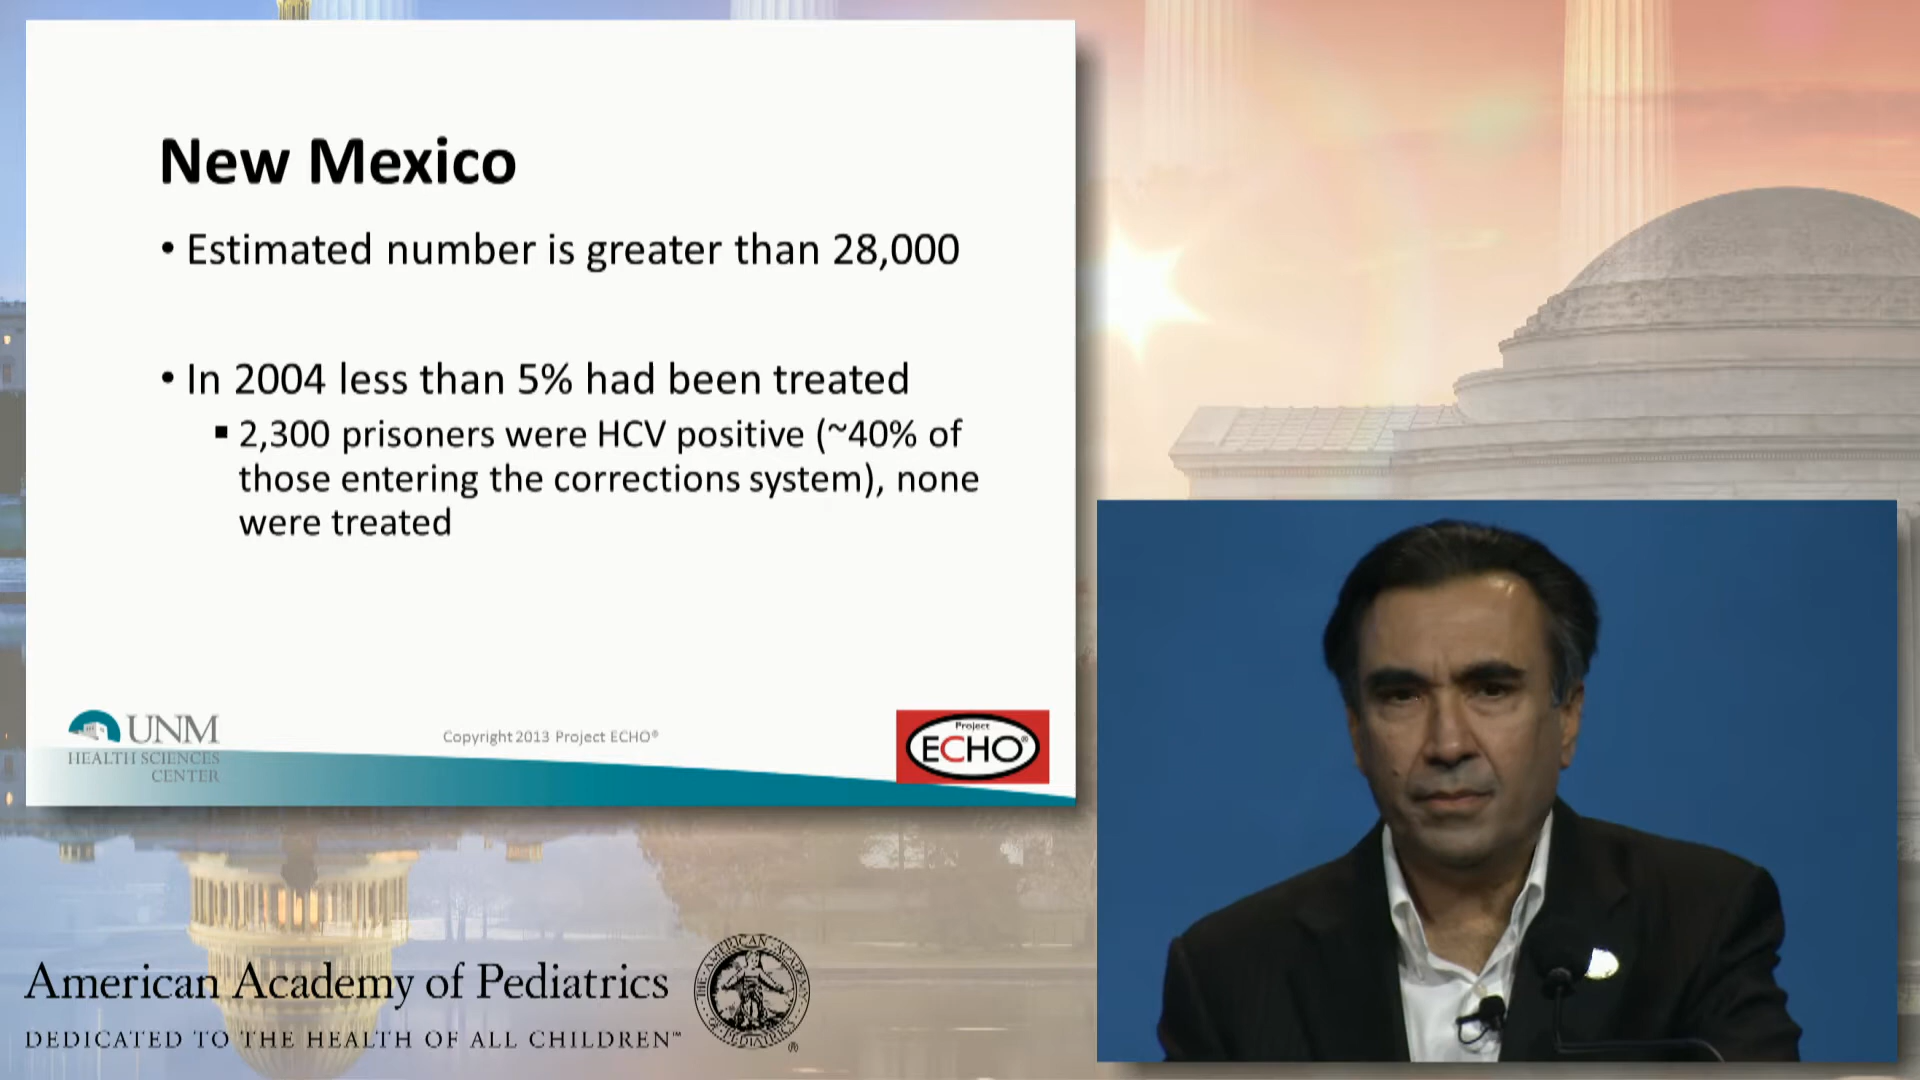 New Mexico
• Estimated number is greater than 28,000
• In 2004 less than 5% had been treated
▪ 2,300 prisoners were HCV positive (~40% of
those entering the corrections system), none
were treated
UNM
HEALTH SCIENCES
CENTER
Copyright 2013 Project ECHO®
Project
ECHO®
American Academy of Pediatrics
DEDICATED TO THE HEALTH OF ALL CHILDREN™